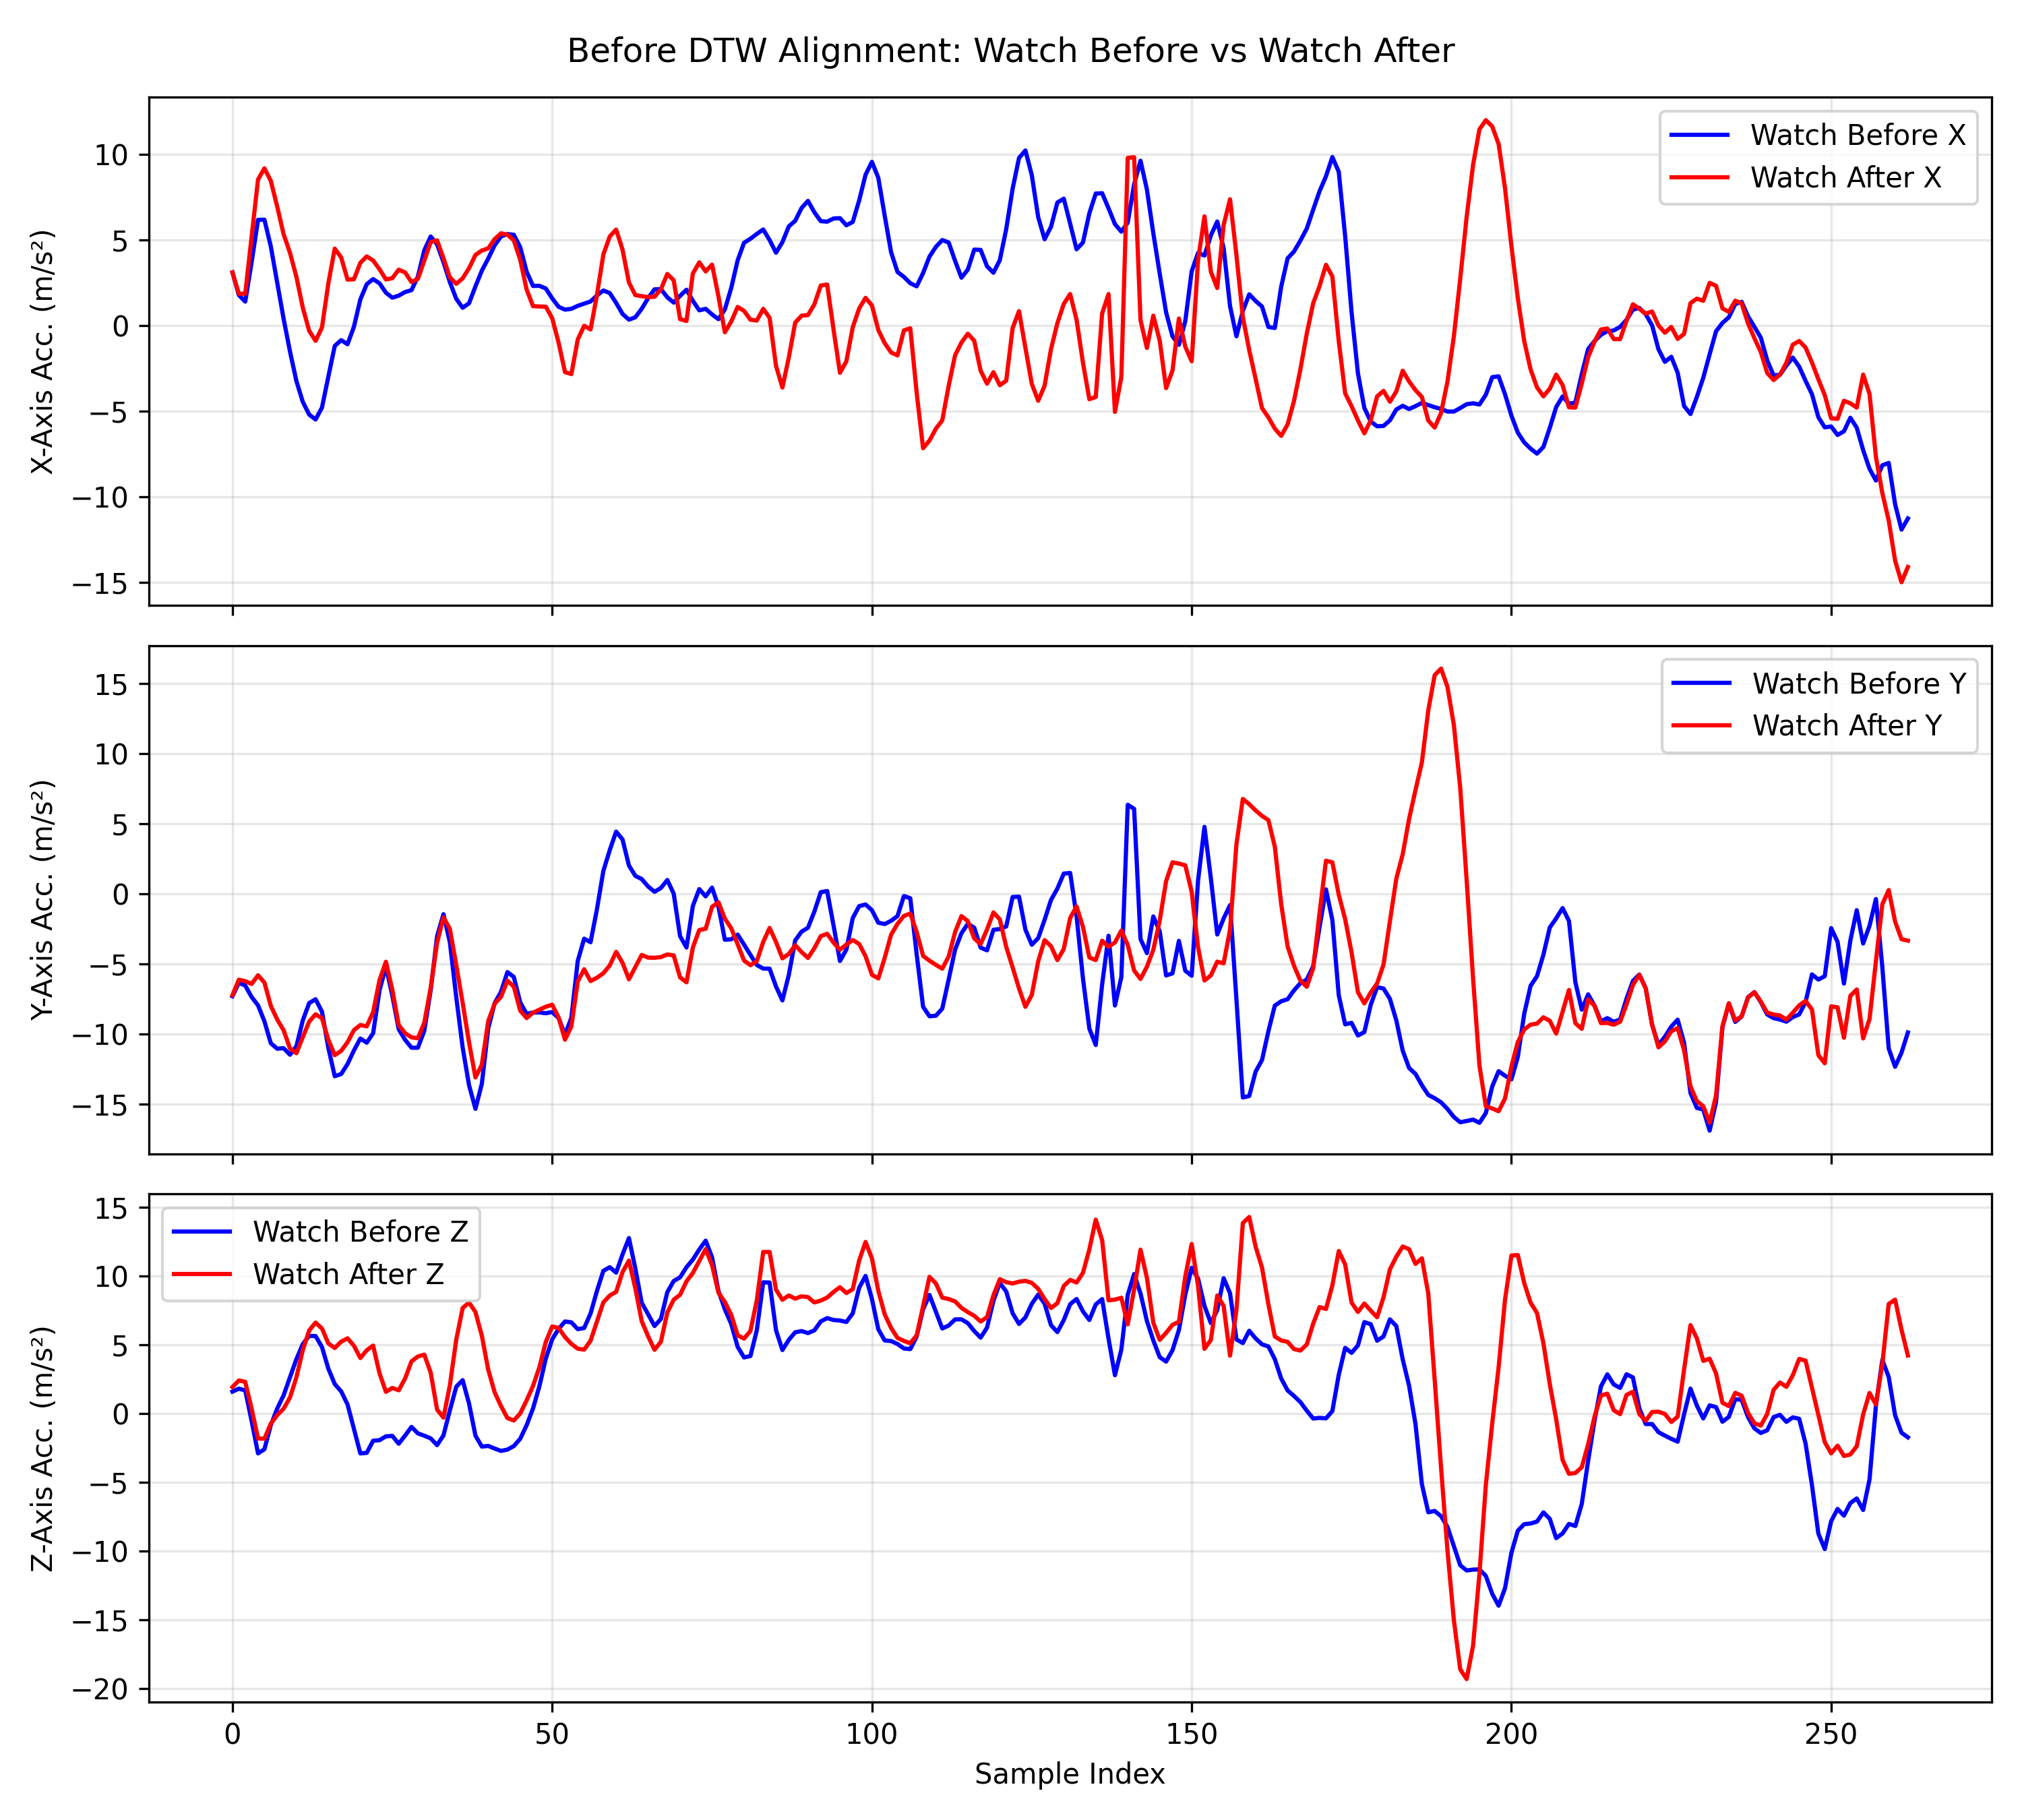 Before DTW Alignment: Watch Before vs Watch After
X-Axis Acc. (m/s²)
10
5
0
−5
−10
−15
Watch Before X
Watch After X
Y-Axis Acc. (m/s²)
15
10
5
0
−5
−10
−15
Watch Before Y
Watch After Y
Z-Axis Acc. (m/s²)
15
10
5
0
−5
−10
−15
−20
Watch Before Z
Watch After Z
0 50 100 150 200 250
Sample Index